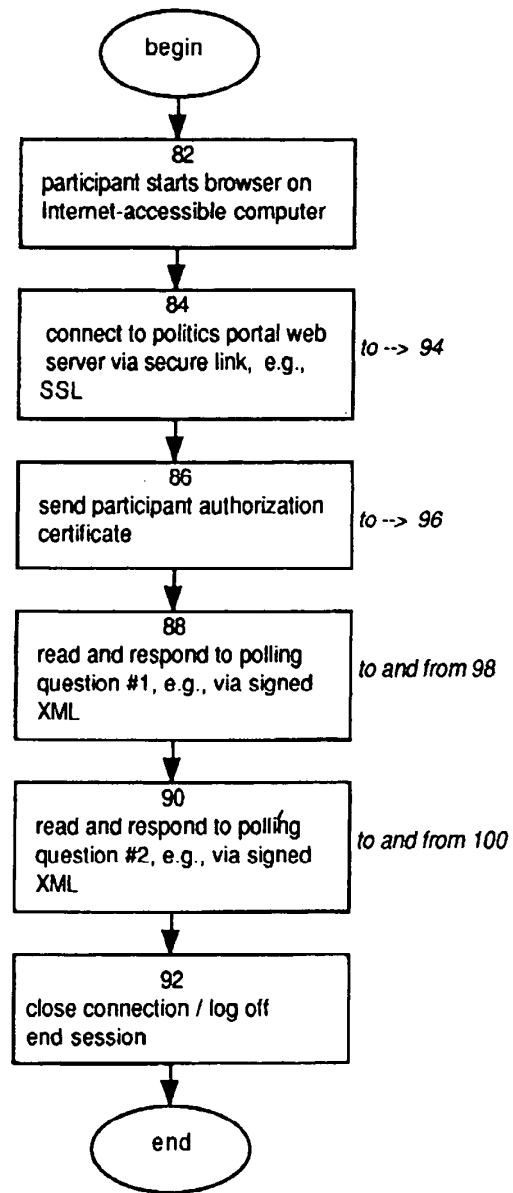 begin
82
participant starts browser on
Internet-accessible computer
84
connect to politics portal web
server via secure link, e.g.,
SSL
to --> 94
86
send participant authorization
certificate
to --> 96
88
read and respond to polling
question #1, e.g., via signed
XML
to and from 98
90
read and respond to polling
question #2, e.g., via signed
XML
to and from 100
92
close connection / log off
end session
end